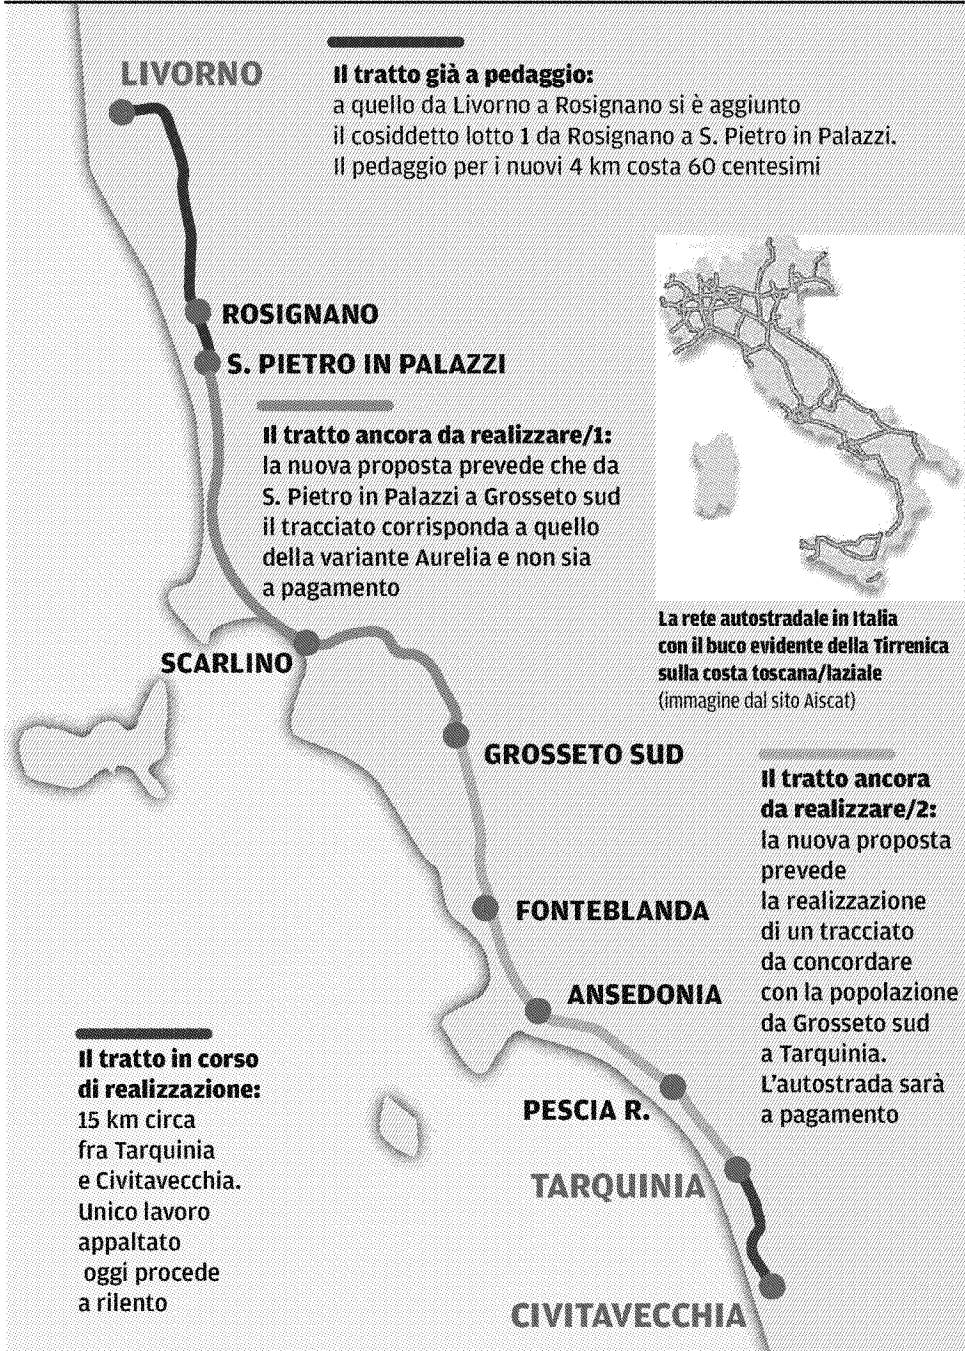 LIVORNO
Il tratto già a pedaggio:
a quello da Livorno a Rosignano si è aggiunto
il cosiddetto lotto 1 da Rosignano a S. Pietro in Palazzi.
Il pedaggio per i nuovi 4 km costa 60 centesimi
ROSIGNANO
S. PIETRO IN PALAZZI
Il tratto ancora da realizzare/1:
la nuova proposta prevede che da
S. Pietro in Palazzi a Grosseto sud
il tracciato corrisponda a quello
della variante Aurelia e non sia
a pagamento
La rete autostradale in Italia
con il buco evidente della Tirrenica
sulla costa toscana/laziale
(immagine dal sito Aiscat)
SCARLINO
GROSSETO SUD
Il tratto ancora
da realizzare/2:
la nuova proposta
prevede
la realizzazione
di un tracciato
da concordare
con la popolazione
da Grosseto sud
a Tarquinia.
L'autostrada sarà
a pagamento
FONTEBLANDA
ANSEDONIA
PESCIA R.
TARQUINIA
CIVITAVECCHIA
Il tratto in corso
di realizzazione:
15 km circa
fra Tarquinia
e Civitavecchia.
Unico lavoro
appaltato
oggi procede
a rilento